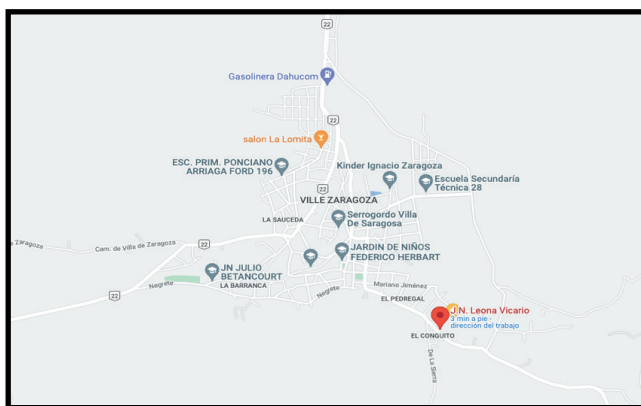 22
Gasolinera Dahucom
22
salon La Lomita
ESC. PRIM. PONCIANO
ARRIAGA FORD 196
Kinder Ignacio Zaragoza
Escuela Secundaria
Técnica 28
22
VILLE ZARAGOZA
LA SAUCEDA
Serrogordo Villa
De Saragosa
e Zaragoza
Cam. de Villa de Zaragoza
22
JARDIN DE NIÑOS
FEDERICO HERBART
JN JULIO
BETANCOURT
LA BARRANCA
Negrete
Negrete
Mariano Jiménez
22
EL PEDREGAL
J.N. Leona Vicario
3 min a pie -
dirección del trabajo
EL CONGUITO
De La Sierra